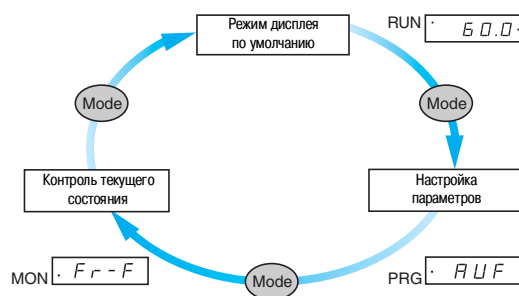 Режим дисплея
по умолчанию
RUN
60.0
Mode
Mode
Контроль текущего
состояния
Настройка
параметров
MON
Fr-F
Mode
PRG
AUF